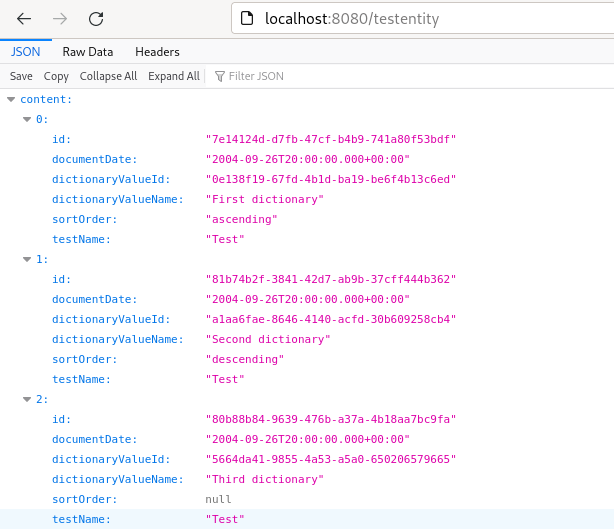 localhost:8080/testentity
JSON Raw Data Headers
Save Copy Collapse All Expand All Filter JSON
content:
0:
id: "7e14124d-d7fb-47cf-b4b9-741a80f53bdf"
documentDate: "2004-09-26T20:00:00.000+00:00"
dictionaryValueId: "0e138f19-67fd-4b1d-ba19-be6f4b13c6ed"
dictionaryValueName: "First dictionary"
sortOrder: "ascending"
testName: "Test"
1:
id: "81b74b2f-3841-42d7-ab9b-37cff444b362"
documentDate: "2004-09-26T20:00:00.000+00:00"
dictionaryValueId: "a1aa6fae-8646-4140-acfd-30b609258cb4"
dictionaryValueName: "Second dictionary"
sortOrder: "descending"
testName: "Test"
2:
id: "80b88b84-9639-476b-a37a-4b18aa7bc9fa"
documentDate: "2004-09-26T20:00:00.000+00:00"
dictionaryValueId: "5664da41-9855-4a53-a5a0-650206579665"
dictionaryValueName: "Third dictionary"
sortOrder: null
testName: "Test"